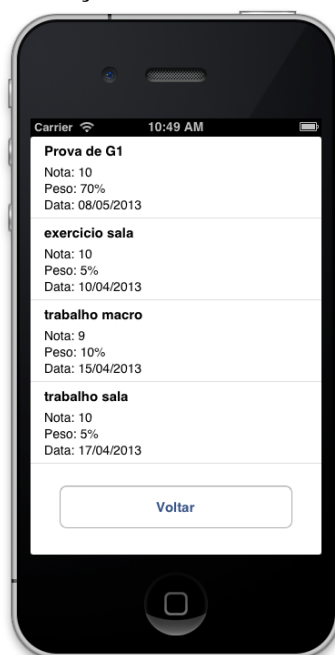 Carrier 10:49 AM
Prova de G1
Nota: 10
Peso: 70%
Data: 08/05/2013
exercicio sala
Nota: 10
Peso: 5%
Data: 10/04/2013
trabalho macro
Nota: 9
Peso: 10%
Data: 15/04/2013
trabalho sala
Nota: 10
Peso: 5%
Data: 17/04/2013
Voltar